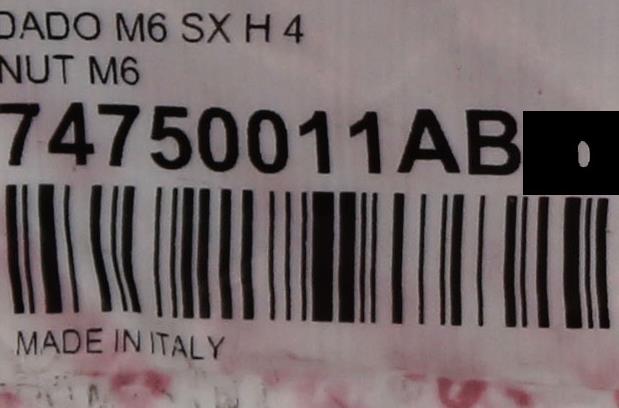 DADO M6 SX H 4
NUT M6
74750011AB
MADE IN ITALY